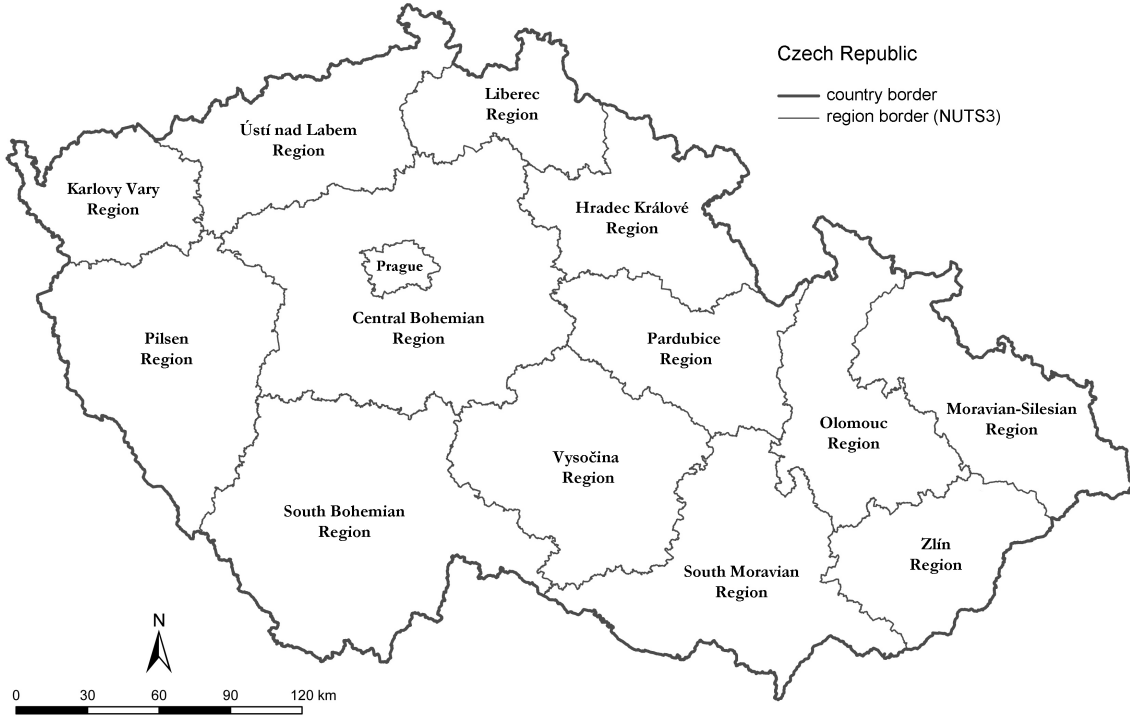 Czech Republic
country border
region border (NUTS3)
Liberec
Region
Ústí nad Labem
Region
Karlovy Vary
Region
Hradec Králové
Region
Prague
Central Bohemian
Region
Pilsen
Region
Pardubice
Region
Moravian-Silesian
Region
Olomouc
Region
Vysočina
Region
South Bohemian
Region
Zlín
Region
South Moravian
Region
N
0 30 60 90 120 km